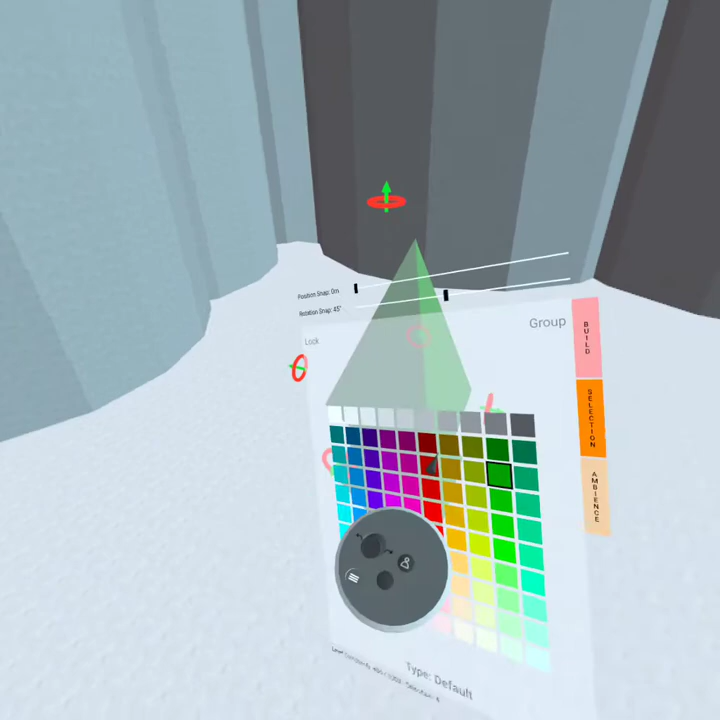 Position Snap: 0m
Rotation Snap: 45°
Lock
Group
BUILD
SELECTION
AMBIENCE
Type: Default